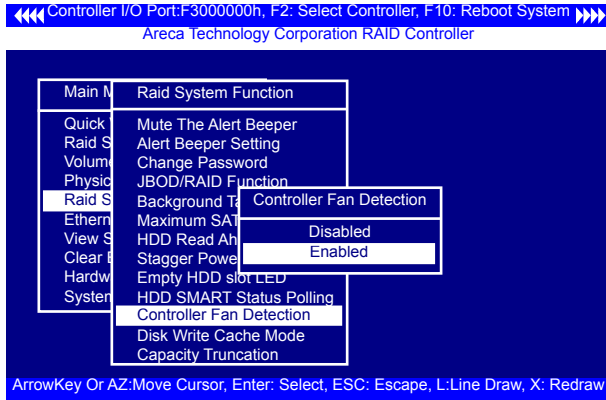 Controller I/O Port:F3000000h, F2: Select Controller, F10: Reboot System
Areca Technology Corporation RAID Controller
Main M
Quick
Raid S
Volume
Physic
Raid S
Ethern
View S
Clear E
Hardw
System
Raid System Function
Mute The Alert Beeper
Alert Beeper Setting
Change Password
JBOD/RAID Function
Background Ta
Maximum SAT
HDD Read Ah
Stagger Powe
Empty HDD slot LED
HDD SMART Status Polling
Controller Fan Detection
Disk Write Cache Mode
Capacity Truncation
Controller Fan Detection
Disabled
Enabled
ArrowKey Or AZ:Move Cursor, Enter: Select, ESC: Escape, L:Line Draw, X: Redraw